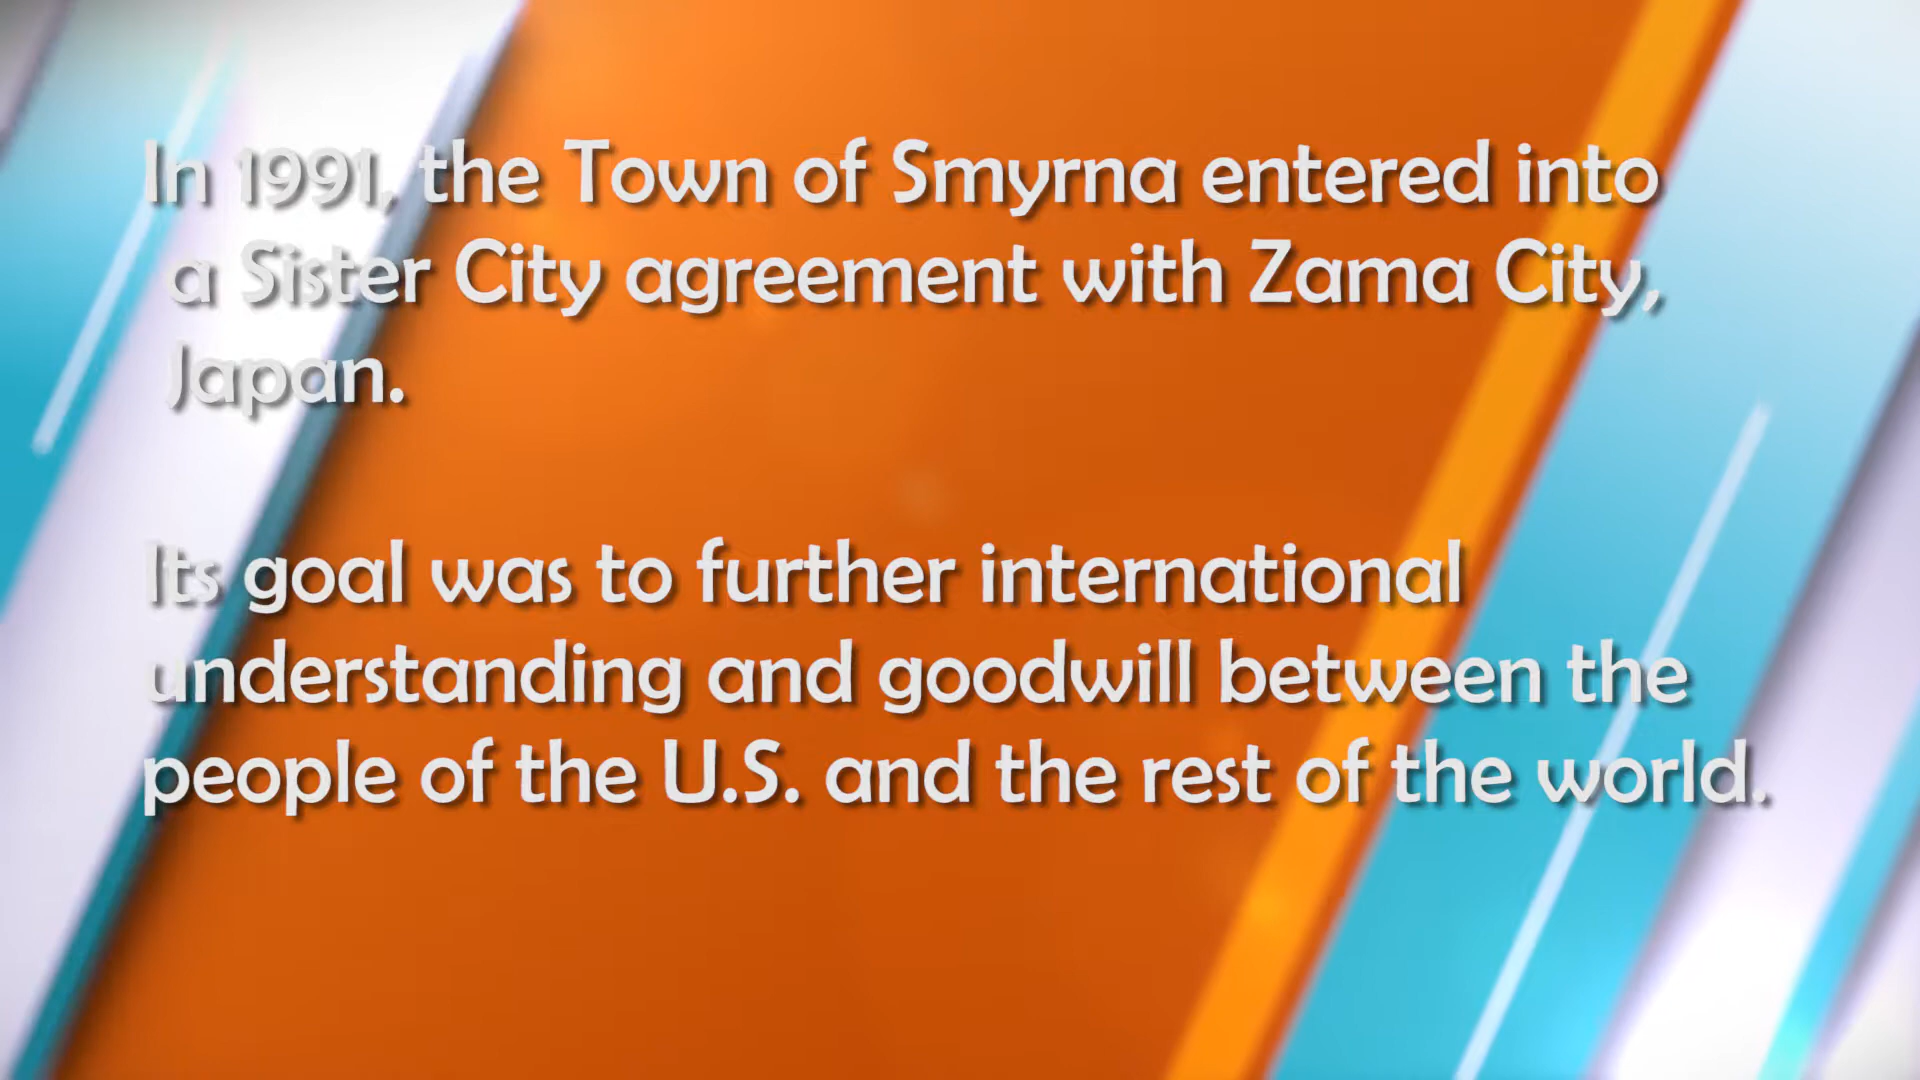 In 1991, the Town of Smyrna entered into
a Sister City agreement with Zama City,
Japan.
Its goal was to further international
understanding and goodwill between the
people of the U.S. and the rest of the world.